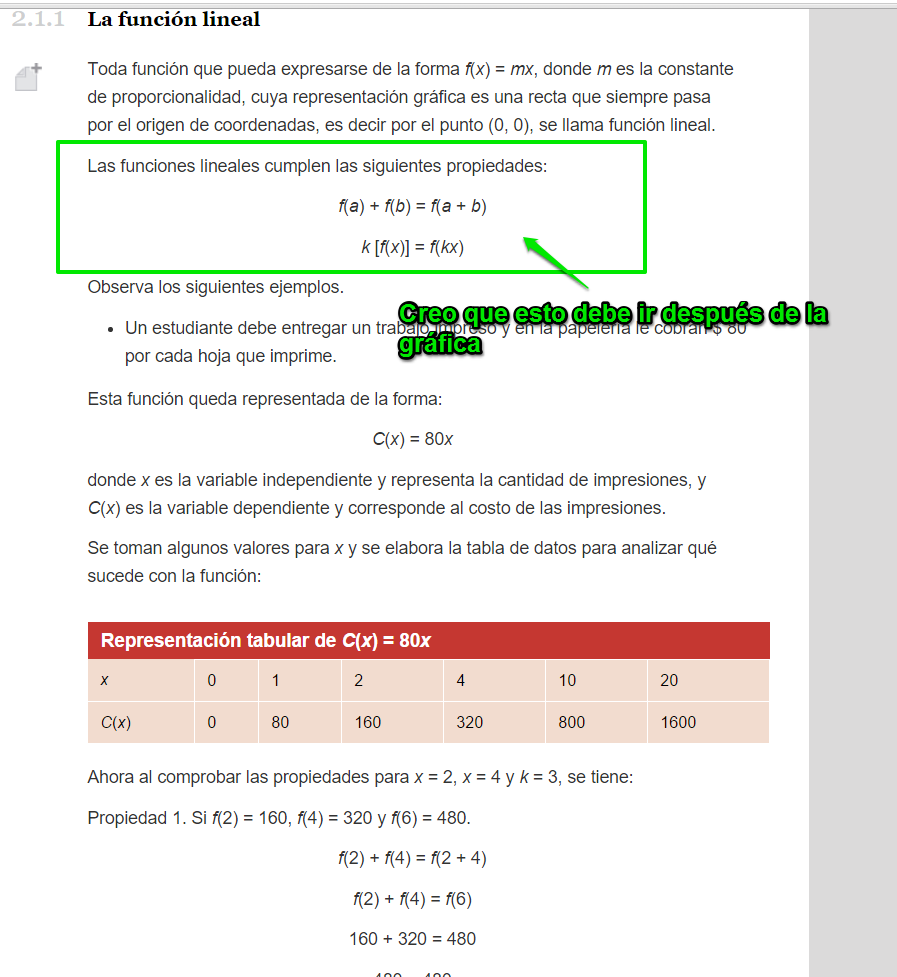 2.1.1 La función lineal
Toda función que pueda expresarse de la forma f(x) = mx, donde m es la constante
de proporcionalidad, cuya representación gráfica es una recta que siempre pasa
por el origen de coordenadas, es decir por el punto (0, 0), se llama función lineal.
Las funciones lineales cumplen las siguientes propiedades:
f(a) + f(b) = f(a + b)
k [f(x)] = f(kx)
Observa los siguientes ejemplos.
Creo que esto debe ir después de la
gráfica
• Un estudiante debe entregar un trabajo impreso y en la papelería le cobran $ 80
por cada hoja que imprime.
Esta función queda representada de la forma:
C(x) = 80x
donde x es la variable independiente y representa la cantidad de impresiones, y
C(x) es la variable dependiente y corresponde al costo de las impresiones.
Se toman algunos valores para x y se elabora la tabla de datos para analizar qué
sucede con la función:
Representación tabular de C(x) = 80x
x 0 1 2 4 10 20
C(x) 0 80 160 320 800 1600
Ahora al comprobar las propiedades para x = 2, x = 4 y k = 3, se tiene:
Propiedad 1. Si f(2) = 160, f(4) = 320 y f(6) = 480.
f(2) + f(4) = f(2 + 4)
f(2) + f(4) = f(6)
160 + 320 = 480